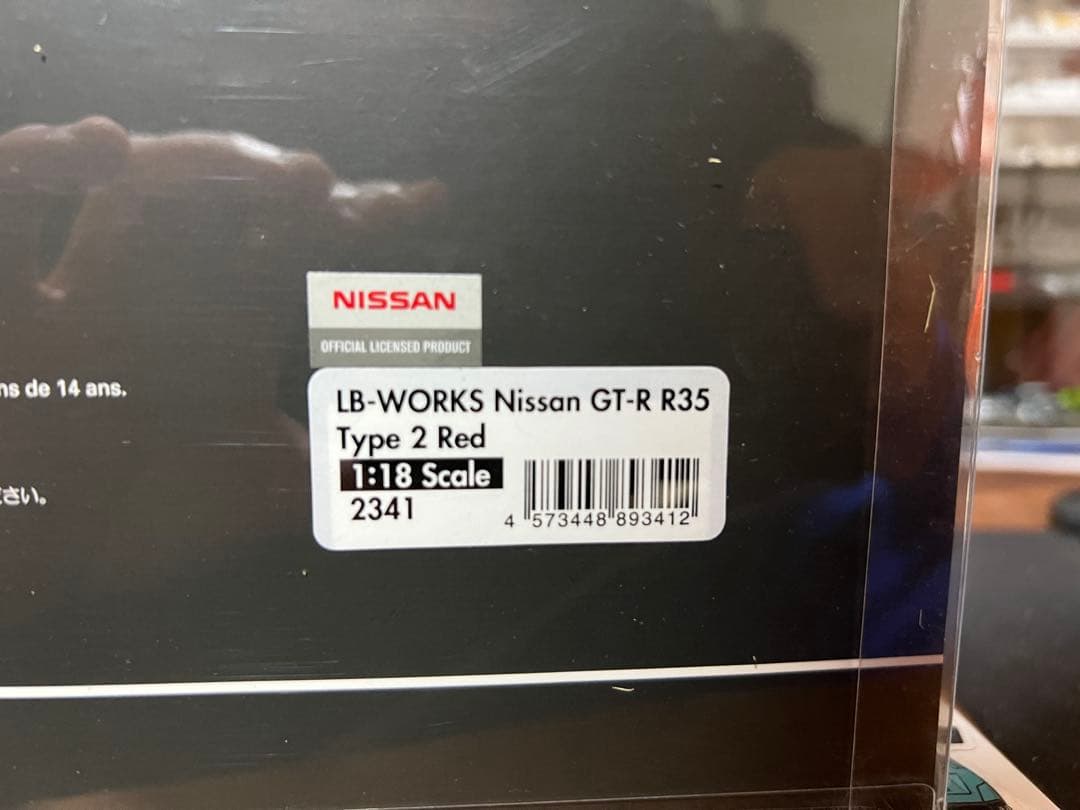 NISSAN
OFFICIAL LICENSED PRODUCT
ns de 14 ans.
LB-WORKS Nissan GT-R R35
Type 2 Red
1:18 Scale
さい。
2341
4 573448 893412